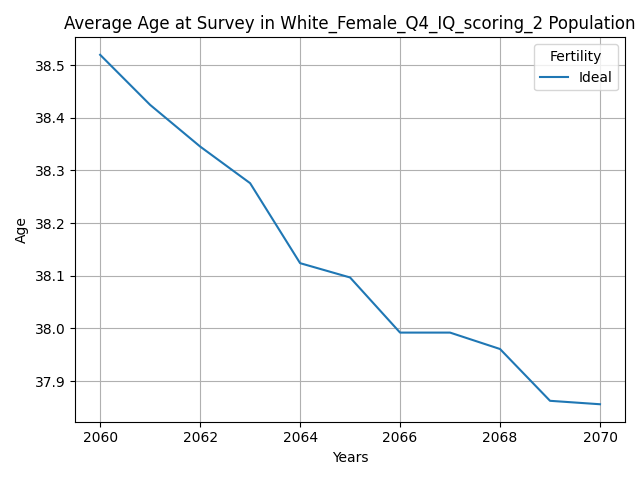 Average Age at Survey in White_Female_Q4_IQ_scoring_2 Population
Fertility
Ideal
38.5
38.4
38.3
38.2
38.1
38.0
37.9
Age
2060
2062
2064
2066
2068
2070
Years